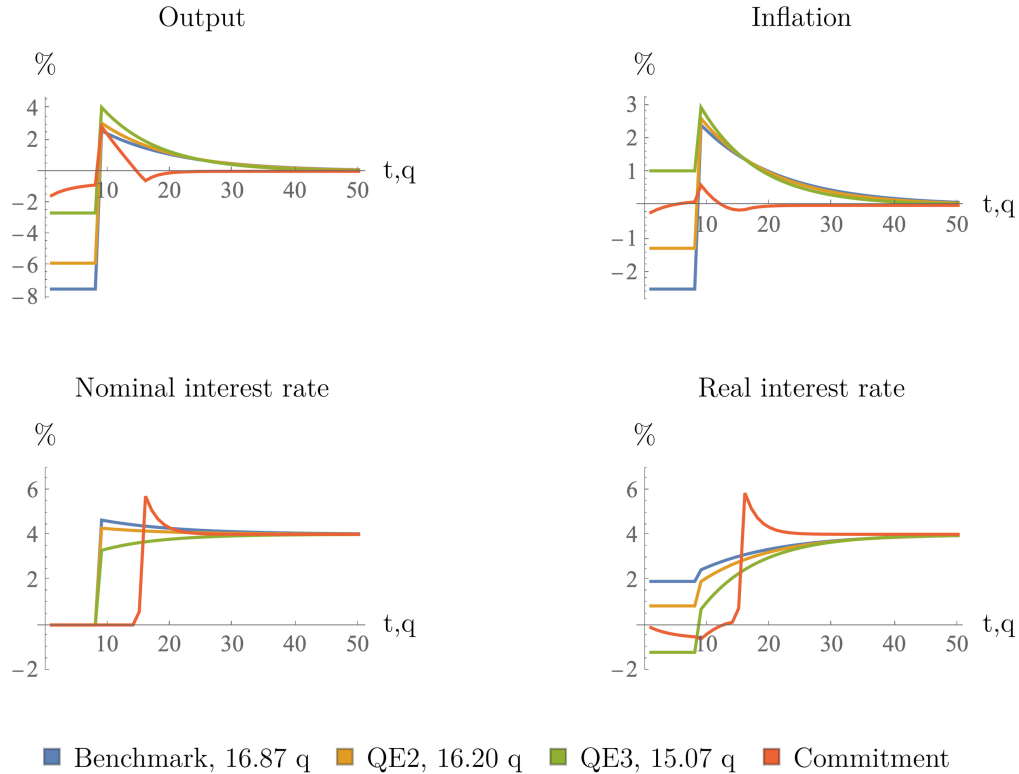 Output
%
4
2
−2
−4
−6
−8
10 20 30 40 50
t,q
Inflation
%
3
2
1
−1
−2
10 20 30 40 50
t,q
Nominal interest rate
%
6
4
2
0
−2
10 20 30 40 50
t,q
Real interest rate
%
6
4
2
0
−2
10 20 30 40 50
t,q
Benchmark, 16.87 q QE2, 16.20 q QE3, 15.07 q Commitment